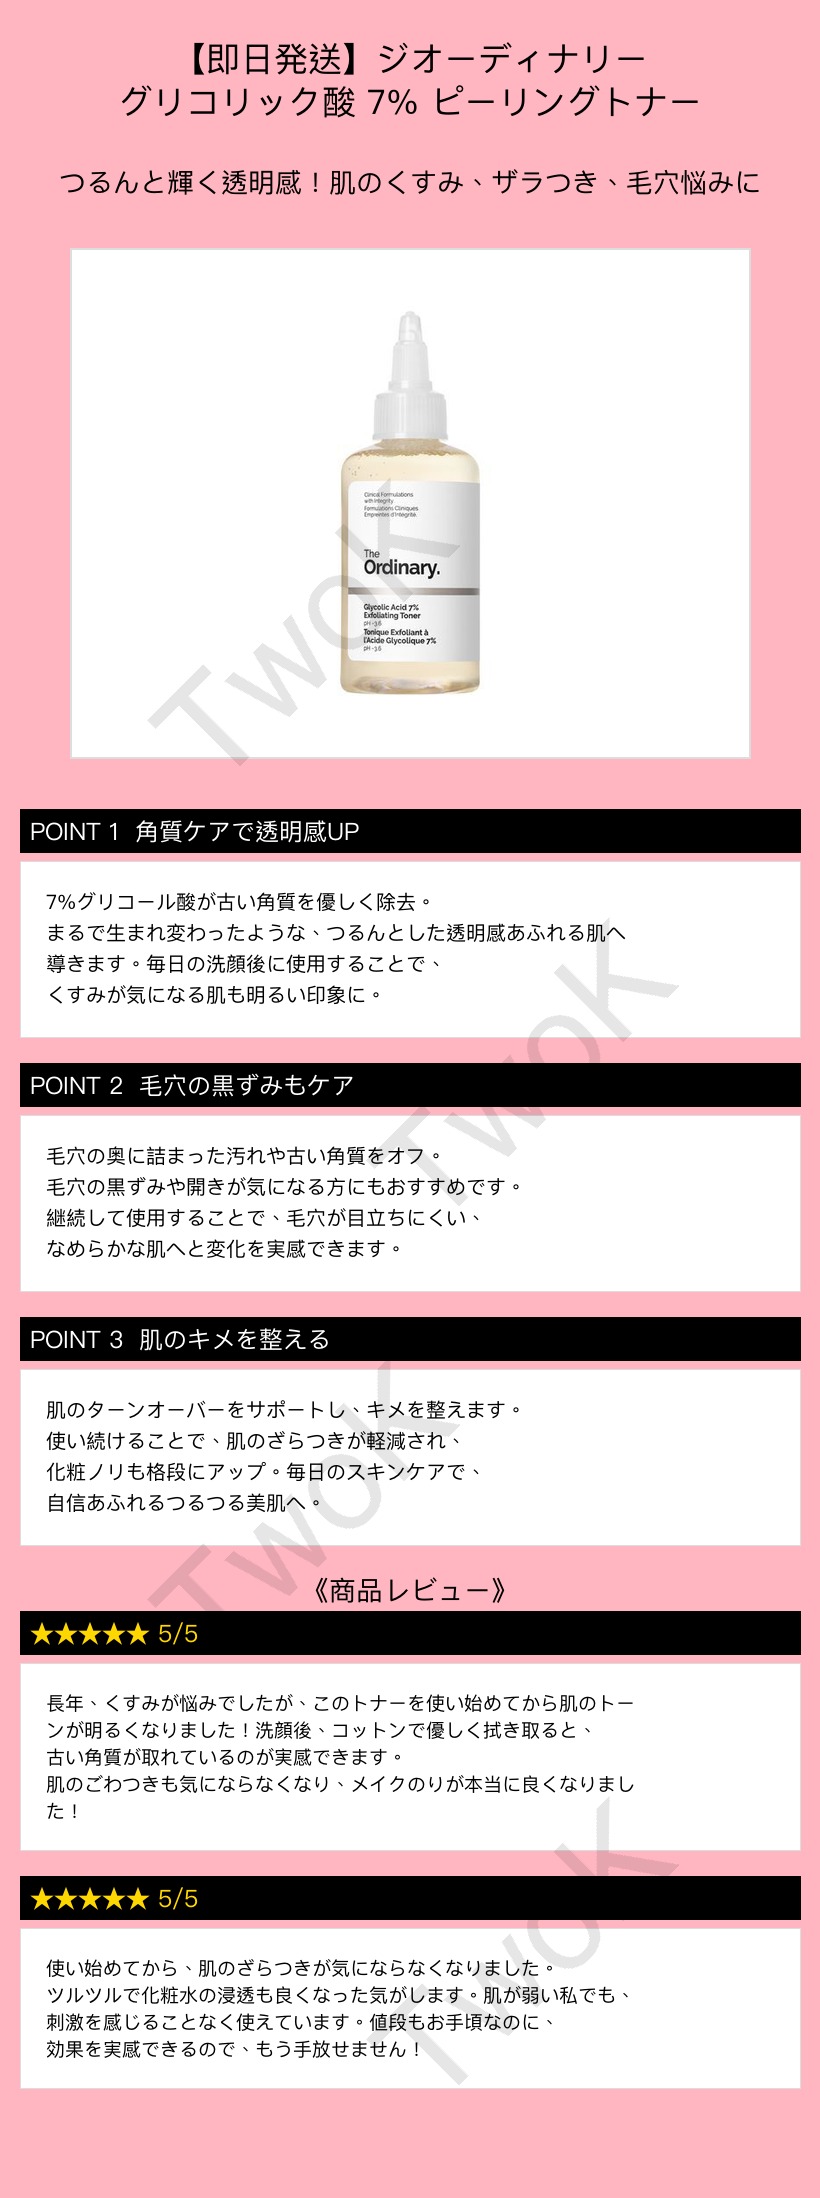 【即日発送】ジオーディナリー
グリコリック酸 7% ピーリングトナー
つるんと輝く透明感！肌のくすみ、ザラつき、毛穴悩みに
Clinical Formulations
with Integrity.
Formulations Cliniques
Empreintes d'Intégrité.
The
Ordinary.
Glycolic Acid 7%
Exfoliating Toner
pH ~3.6
Tonique Exfoliant à
l'Acide Glycolique 7%
pH ~3.6
TwoK
POINT 1 角質ケアで透明感UP
7%グリコール酸が古い角質を優しく除去。
まるで生まれ変わったような、つるんとした透明感あふれる肌へ
導きます。毎日の洗顔後に使用することで、
くすみが気になる肌も明るい印象に。
TwoK
POINT 2 毛穴の黒ずみもケア
毛穴の奥に詰まった汚れや古い角質をオフ。
毛穴の黒ずみや開きが気になる方にもおすすめです。
継続して使用することで、毛穴が目立ちにくい、
なめらかな肌へと変化を実感できます。
POINT 3 肌のキメを整える
肌のターンオーバーをサポートし、キメを整えます。
使い続けることで、肌のざらつきが軽減され、
化粧ノリも格段にアップ。毎日のスキンケアで、
自信あふれるつるつる美肌へ。
TwoK
《商品レビュー》
★★★★★ 5/5
長年、くすみが悩みでしたが、このトナーを使い始めてから肌のトー
ンが明るくなりました！洗顔後、コットンで優しく拭き取ると、
古い角質が取れているのが実感できます。
肌のごわつきも気にならなくなり、メイクのりが本当に良くなりまし
た！
TwoK
★★★★★ 5/5
使い始めてから、肌のざらつきが気にならなくなりました。
ツルツルで化粧水の浸透も良くなった気がします。肌が弱い私でも、
刺激を感じることなく使えています。値段もお手頃なのに、
効果を実感できるので、もう手放せません！